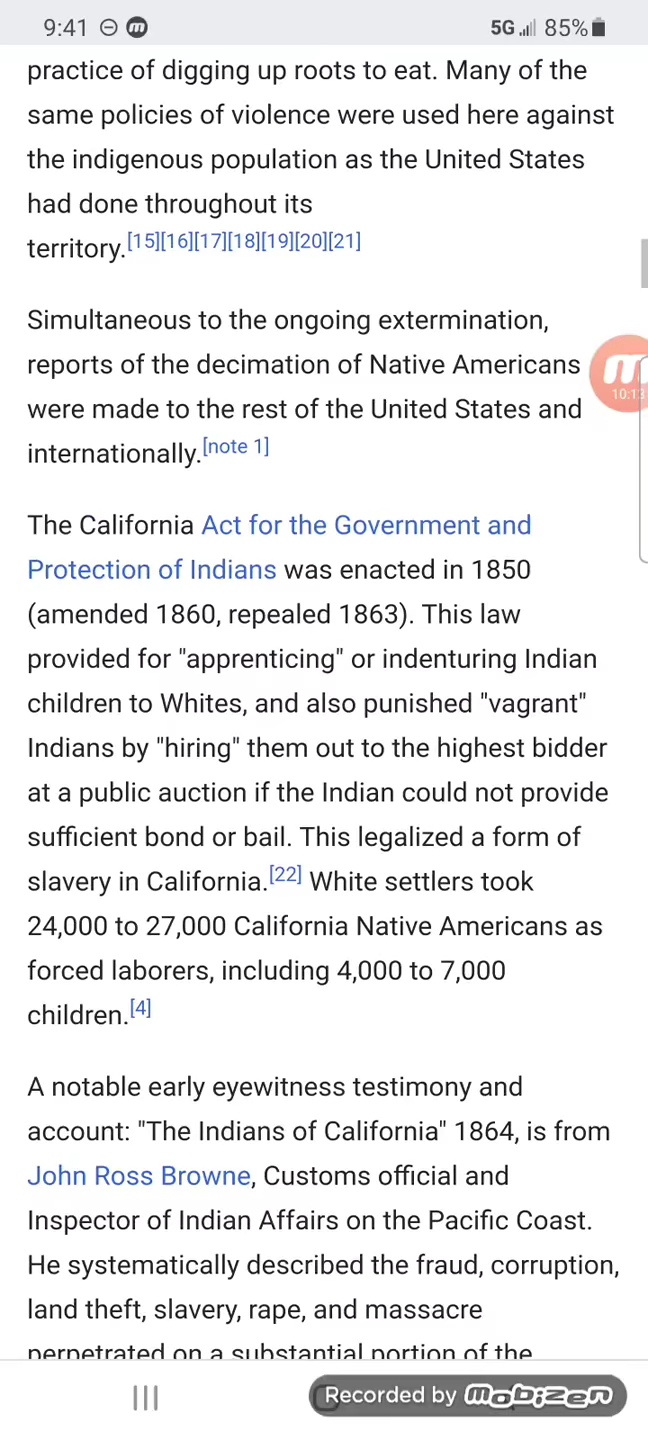 9:41 m 5G 85%
practice of digging up roots to eat. Many of the
same policies of violence were used here against
the indigenous population as the United States
had done throughout its
territory.[15][16][17][18][19][20][21]
Simultaneous to the ongoing extermination,
reports of the decimation of Native Americans
were made to the rest of the United States and
internationally.[note 1]
m
10:13
The California Act for the Government and
Protection of Indians was enacted in 1850
(amended 1860, repealed 1863). This law
provided for "apprenticing" or indenturing Indian
children to Whites, and also punished "vagrant"
Indians by "hiring" them out to the highest bidder
at a public auction if the Indian could not provide
sufficient bond or bail. This legalized a form of
slavery in California.[22] White settlers took
24,000 to 27,000 California Native Americans as
forced laborers, including 4,000 to 7,000
children.[4]
A notable early eyewitness testimony and
account: "The Indians of California" 1864, is from
John Ross Browne, Customs official and
Inspector of Indian Affairs on the Pacific Coast.
He systematically described the fraud, corruption,
land theft, slavery, rape, and massacre
perpetrated on a substantial portion of the
Recorded by mobizen